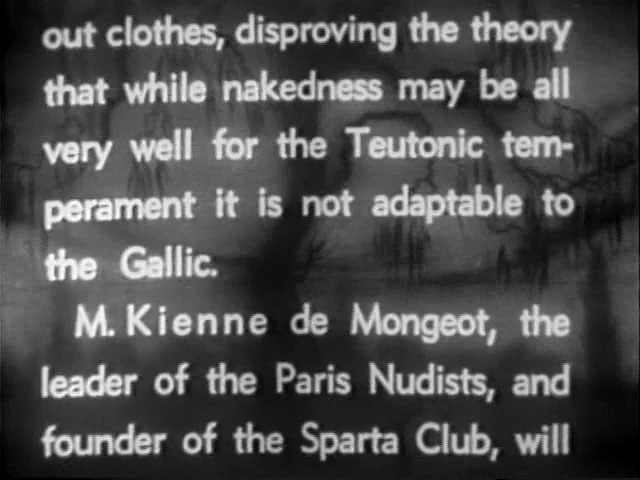 out clothes, disproving the theory
that while nakedness may be all
very well for the Teutonic tem-
perament it is not adaptable to
the Gallic.
M. Kienne de Mongeot, the
leader of the Paris Nudists, and
founder of the Sparta Club, will